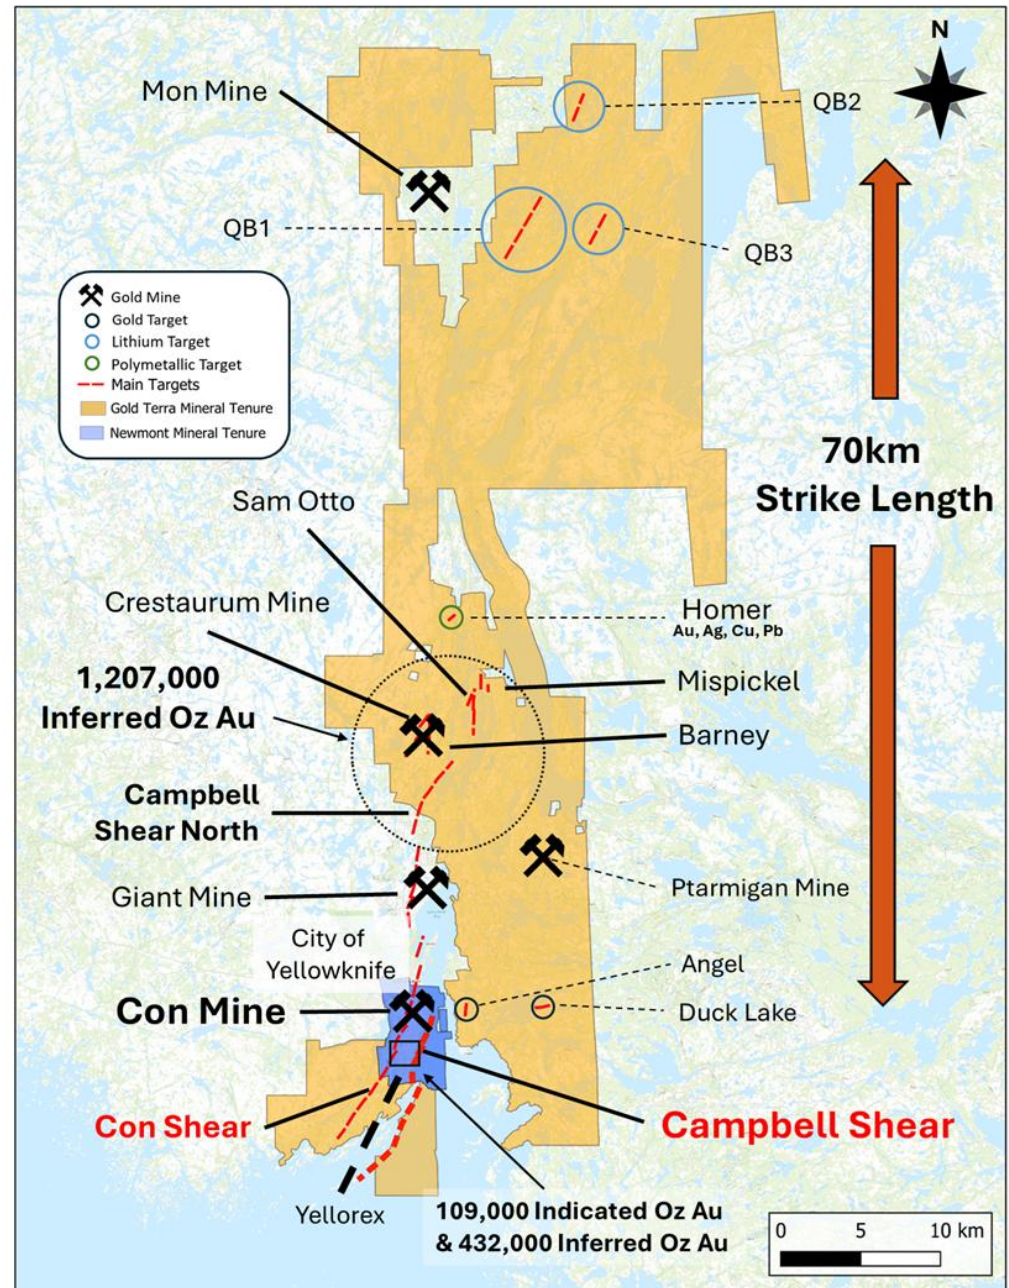 N
Mon Mine
QB2
QB1
QB3
Gold Mine
Gold Target
Lithium Target
Polymetallic Target
Main Targets
Gold Terra Mineral Tenure
Newmont Mineral Tenure
70km
Strike Length
Sam Otto
Crestaurum Mine
Homer
Au, Ag, Cu, Pb
1,207,000
Inferred Oz Au
Mispickel
Barney
Campbell
Shear North
Giant Mine
Ptarmigan Mine
City of
Yellowknife
Angel
Con Mine
Duck Lake
Con Shear
Campbell Shear
Yellorex
109,000 Indicated Oz Au
& 432,000 Inferred Oz Au
0 5 10 km